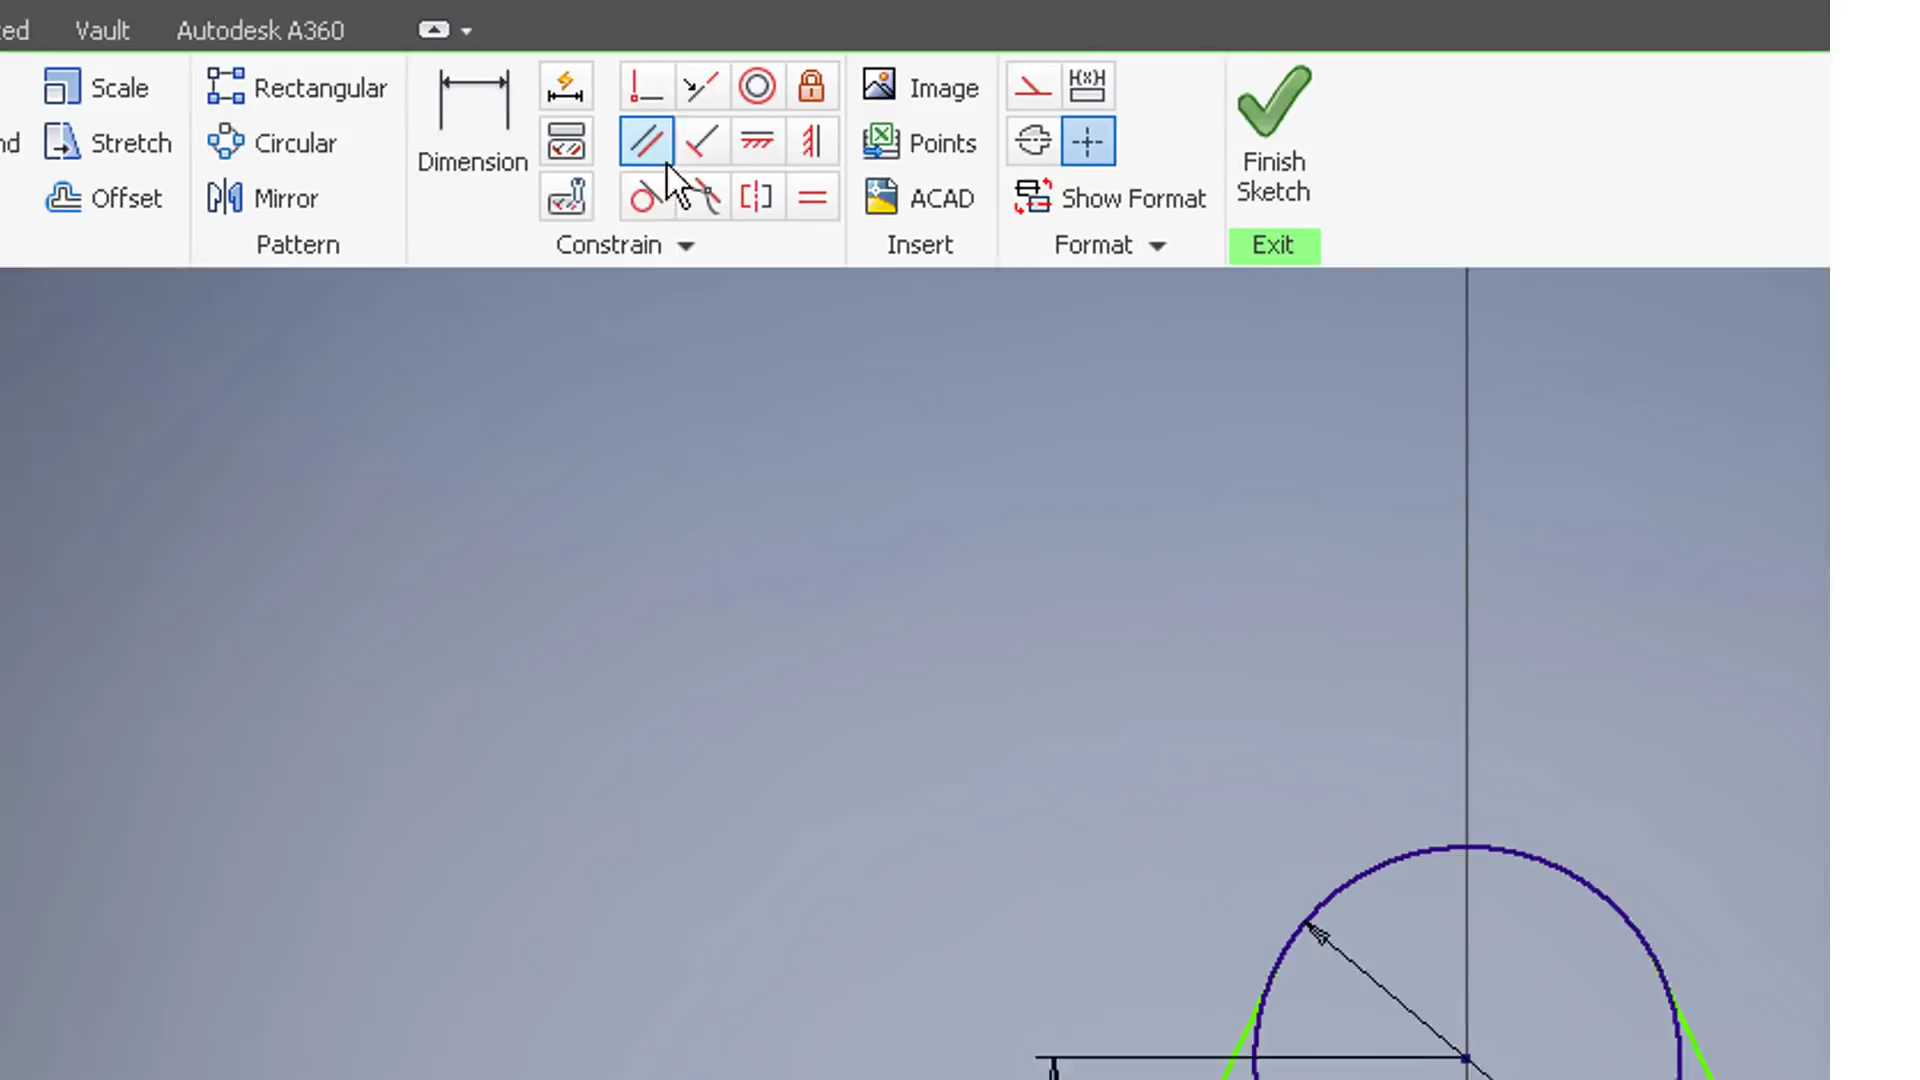 ed Vault Autodesk A360
Scale Rectangular Image
nd Stretch Circular Dimension Points Finish Sketch
Offset Mirror ACAD Show Format
Pattern Constrain Insert Format Exit